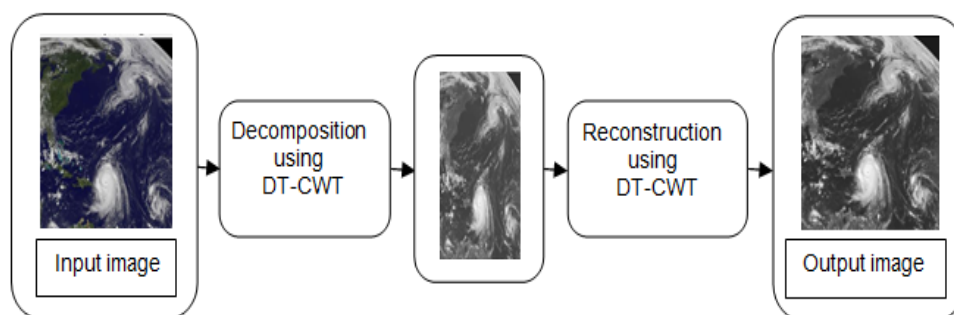 Input image
Decomposition
using
DT-CWT
Reconstruction
using
DT-CWT
Output image